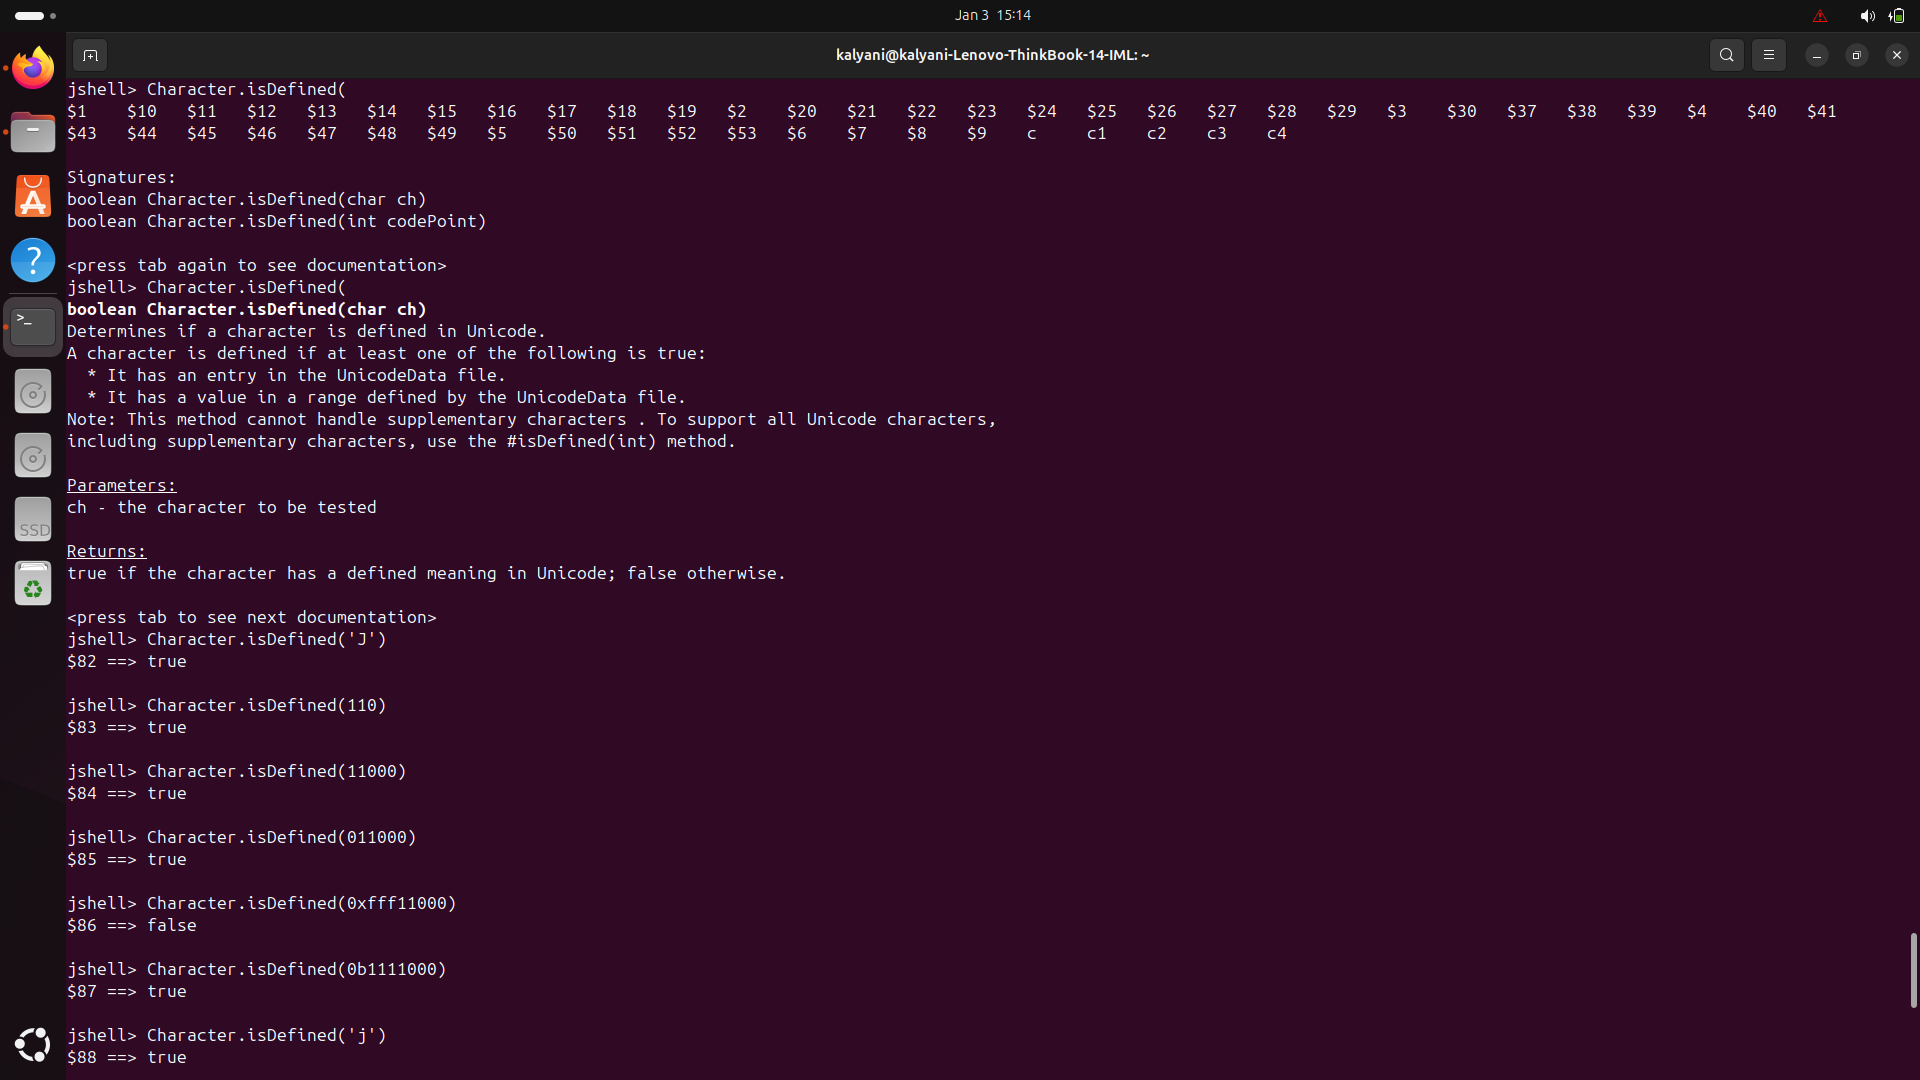 Jan 3 15:14
kalyani@kalyani-Lenovo-ThinkBook-14-IML: ~
jshell> Character.isDefined(
$1 $10 $11 $12 $13 $14 $15 $16 $17 $18 $19 $2 $20 $21 $22 $23 $24 $25 $26 $27 $28 $29 $3 $30 $37 $38 $39 $4 $40 $41
$43 $44 $45 $46 $47 $48 $49 $5 $50 $51 $52 $53 $6 $7 $8 $9 c c1 c2 c3 c4
Signatures:
boolean Character.isDefined(char ch)
boolean Character.isDefined(int codePoint)
<press tab again to see documentation>
jshell> Character.isDefined(
boolean Character.isDefined(char ch)
Determines if a character is defined in Unicode.
A character is defined if at least one of the following is true:
* It has an entry in the UnicodeData file.
* It has a value in a range defined by the UnicodeData file.
Note: This method cannot handle supplementary characters . To support all Unicode characters,
including supplementary characters, use the #isDefined(int) method.
Parameters:
ch - the character to be tested
Returns:
true if the character has a defined meaning in Unicode; false otherwise.
<press tab to see next documentation>
jshell> Character.isDefined('J')
$82 ==> true
jshell> Character.isDefined(110)
$83 ==> true
jshell> Character.isDefined(11000)
$84 ==> true
jshell> Character.isDefined(011000)
$85 ==> true
jshell> Character.isDefined(0xfff11000)
$86 ==> false
jshell> Character.isDefined(0b1111000)
$87 ==> true
jshell> Character.isDefined('j')
$88 ==> true
SSD